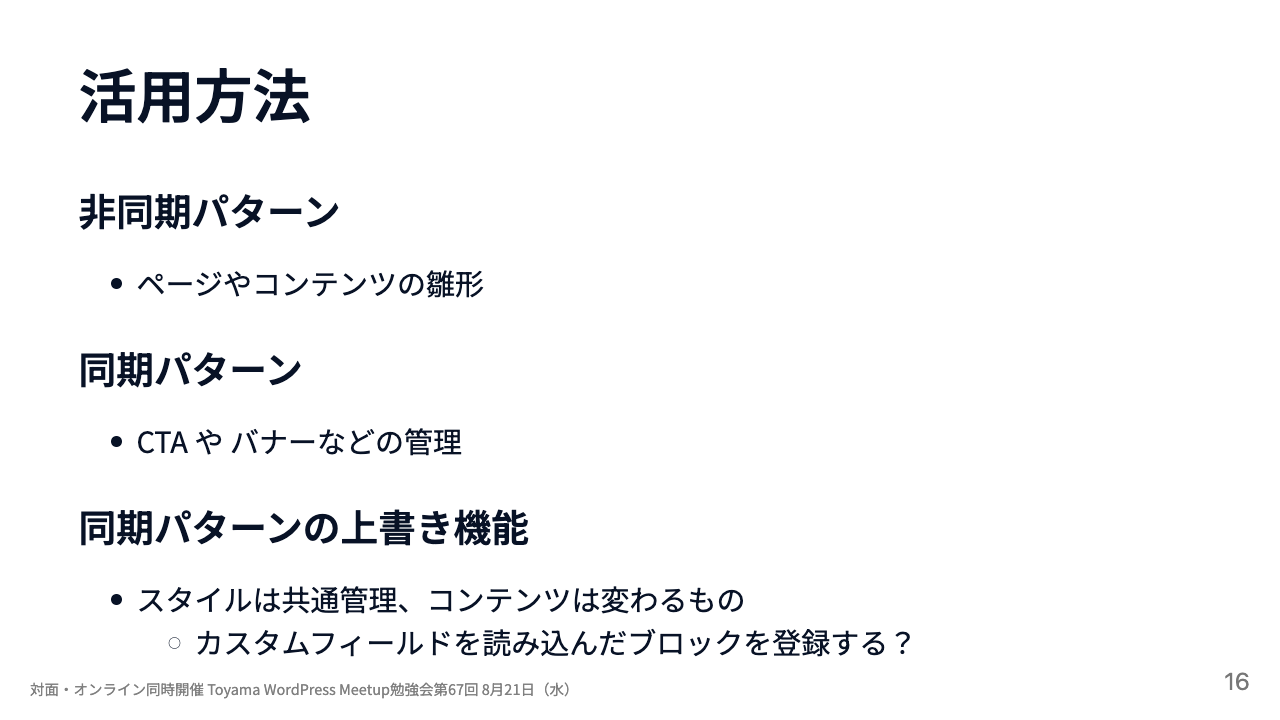 活用方法
非同期パターン
ページやコンテンツの雛形
同期パターン
CTA や バナーなどの管理
同期パターンの上書き機能
スタイルは共通管理、コンテンツは変わるもの
カスタムフィールドを読み込んだブロックを登録する？
対面・オンライン同時開催 Toyama WordPress Meetup勉強会第67回 8月21日（水）
16